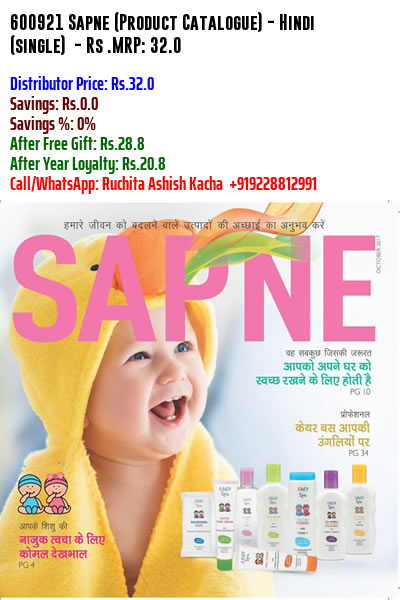 600921 Sapne (Product Catalogue) - Hindi
(single) - Rs .MRP: 32.0
Distributor Price: Rs.32.0
Savings: Rs.0.0
Savings %: 0%
After Free Gift: Rs.28.8
After Year Loyalty: Rs.20.8
Call/WhatsApp: Ruchita Ashish Kacha +919228812991
हमारे जीवन को बदलने वाले उत्पादों की अच्छाई का अनुभव करें
SAPNE
OCTOBER 2017
वह सबकुछ जिसकी जरूरत
आपको अपने घर को
स्वच्छ रखने के लिए होती है
PG 10
प्रोफेशनल
केयर बस आपकी
उंगलियों पर
PG 34
आपके शिशु की
नाजुक त्वचा के लिए
कोमल देखभाल
PG 4
BABY
Spa